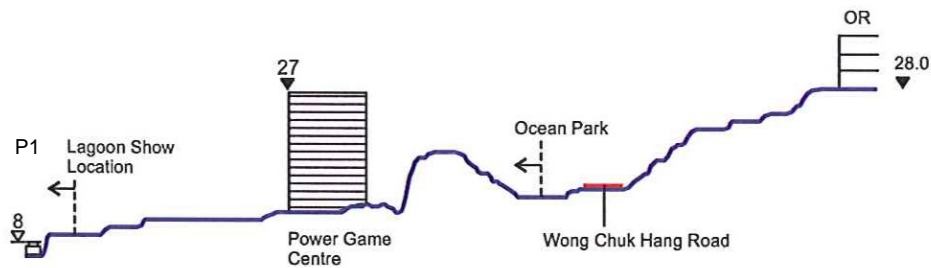 OR
27
28.0
Ocean Park
P1
Lagoon Show
Location
8
Power Game
Centre
Wong Chuk Hang Road